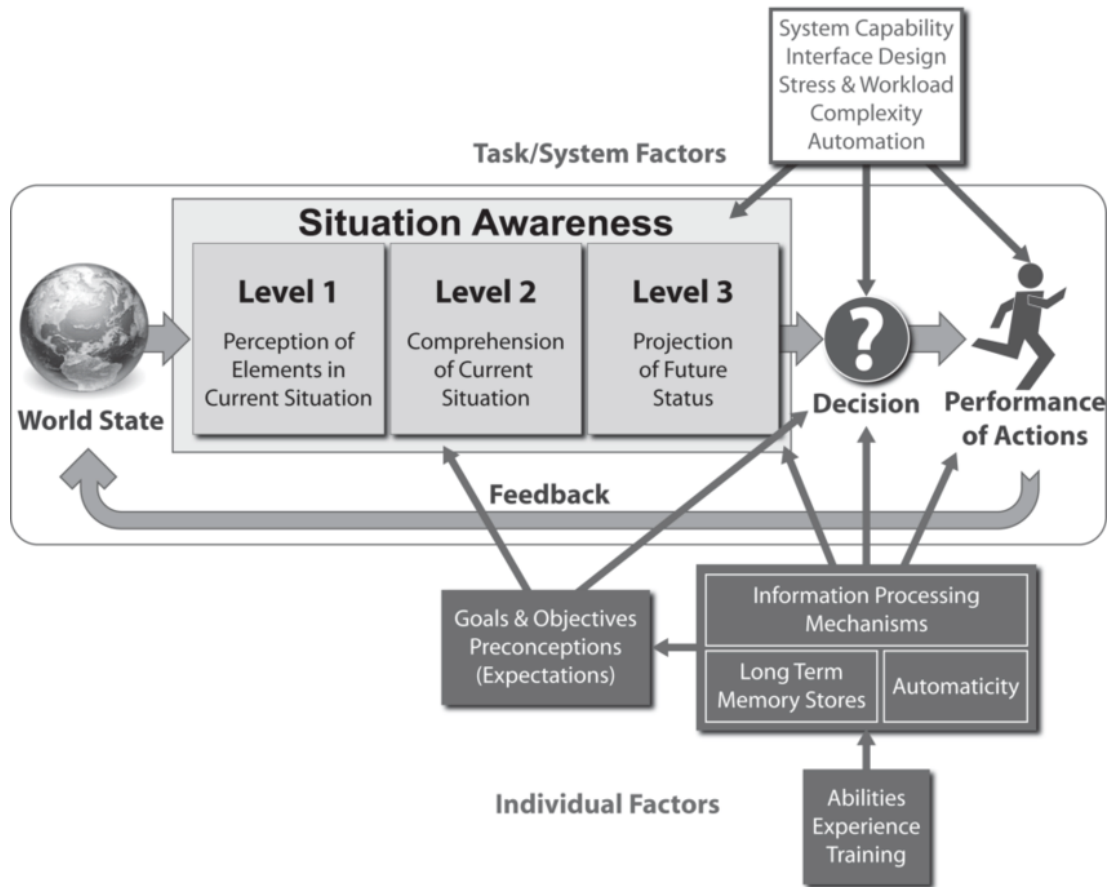 System Capability
Interface Design
Stress & Workload
Complexity
Automation
Task/System Factors
Situation Awareness
Level 1
Perception of
Elements in
Current Situation
Level 2
Comprehension
of Current
Situation
Level 3
Projection
of Future
Status
?
World State
Decision
Performance
of Actions
Feedback
Goals & Objectives
Preconceptions
(Expectations)
Information Processing
Mechanisms
Long Term
Memory Stores
Automaticity
Individual Factors
Abilities
Experience
Training